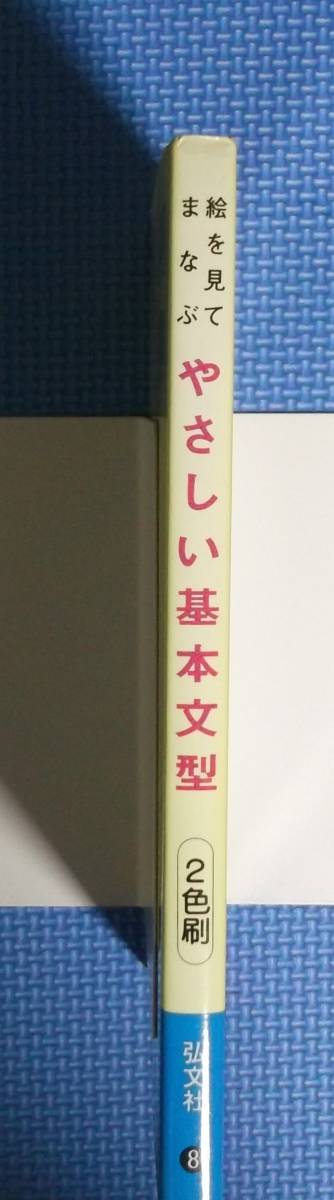 絵を見て
まなぶ
やさしい基本文型
2色刷
弘文社
8